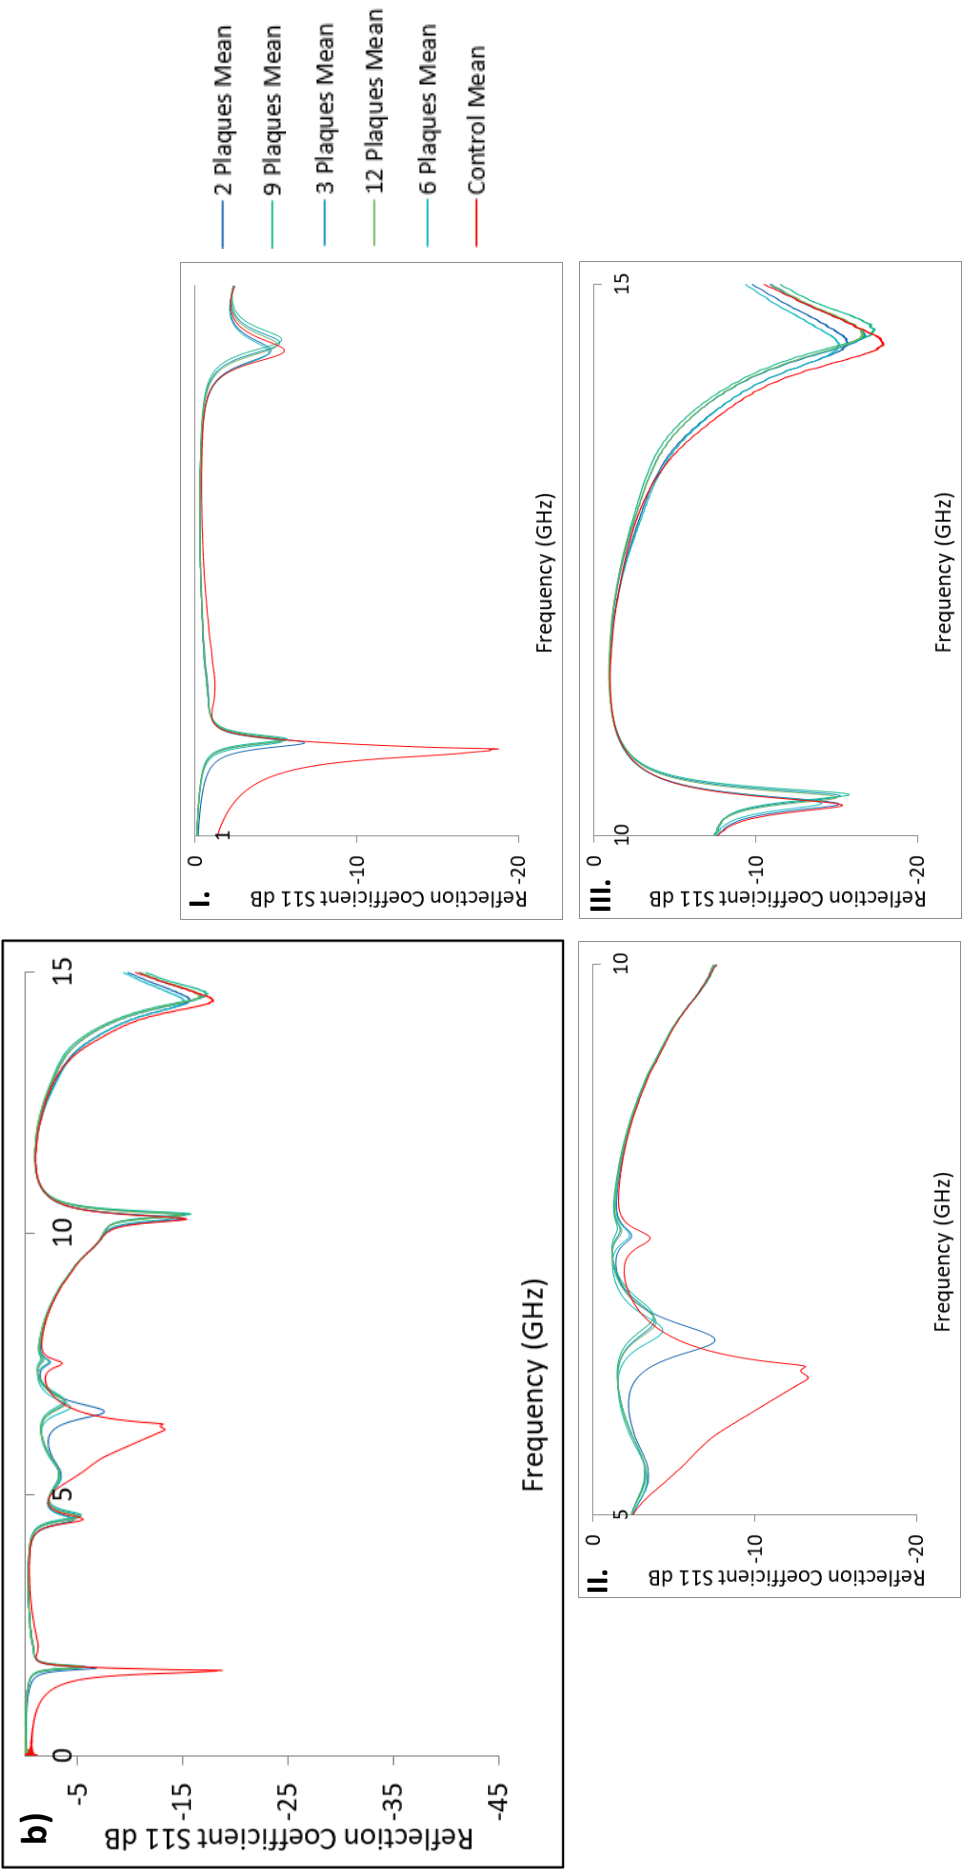 b)
Reflection Coefficient S11 dB
-5
-15
-25
-35
-45
0
5
10
15
Frequency (GHz)
I.
Reflection Coefficient S11 dB
0
-10
-20
1
Frequency (GHz)
2 Plaques Mean
9 Plaques Mean
3 Plaques Mean
12 Plaques Mean
6 Plaques Mean
Control Mean
II.
Reflection Coefficient S11 dB
0
-10
-20
5
10
Frequency (GHz)
III.
Reflection Coefficient S11 dB
0
-10
-20
10
15
Frequency (GHz)